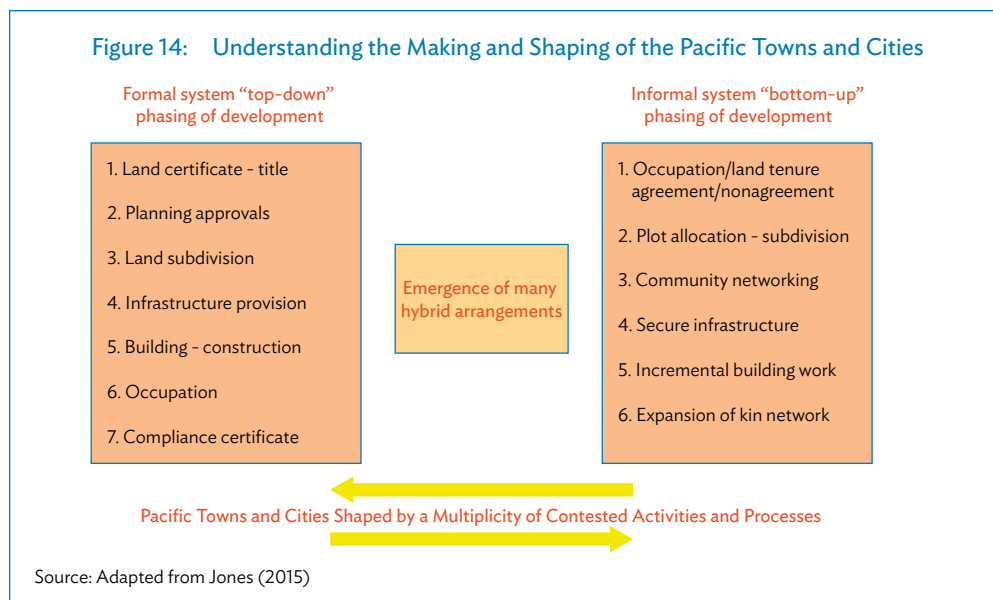 Figure 14: Understanding the Making and Shaping of the Pacific Towns and Cities
Formal system “top-down”
phasing of development
1. Land certificate – title
2. Planning approvals
3. Land subdivision
4. Infrastructure provision
5. Building – construction
6. Occupation
7. Compliance certificate
Emergence of many
hybrid arrangements
Informal system “bottom-up”
phasing of development
1. Occupation/land tenure
agreement/nonagreement
2. Plot allocation – subdivision
3. Community networking
4. Secure infrastructure
5. Incremental building work
6. Expansion of kin network
Pacific Towns and Cities Shaped by a Multiplicity of Contested Activities and Processes
Source: Adapted from Jones (2015)